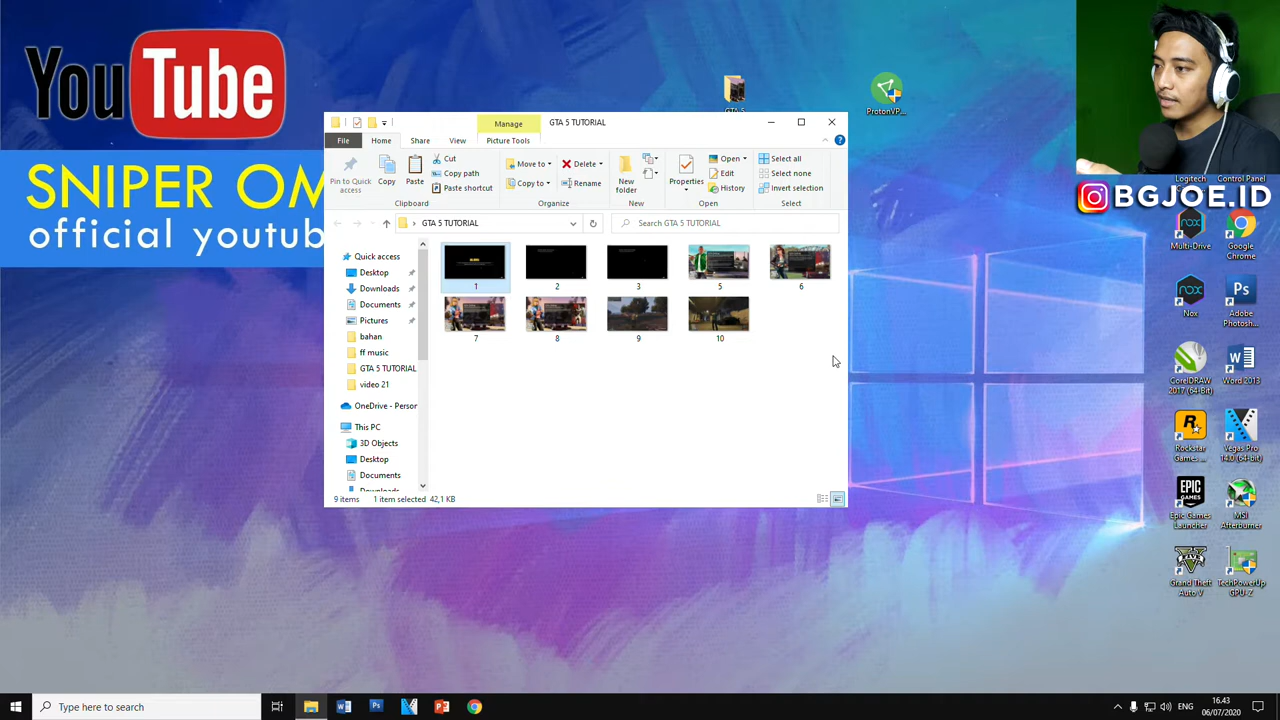 YouTube
SNIPER OM
official youtub
GTA 5
ProtonVP...
BGJOE.ID
Logitech
Control Panel
Multi-Drive
Google
Chrome
Nox
Adobe
Photosh...
CorelDRAW
2017 (64-Bit)
Word 2013
Rockstar
Games ...
Vegas Pro
14.0 (64-bit)
Epic Games
Launcher
MSI
Afterburner
Grand Theft
Auto V
TechPowerUp
GPU-Z
Manage
GTA 5 TUTORIAL
File
Home
Share
View
Picture Tools
Pin to Quick
access
Copy
Paste
Cut
Copy path
Paste shortcut
Clipboard
Move to
Copy to
Delete
Rename
Organize
New
folder
New
Properties
Open
Edit
History
Open
Select all
Select none
Invert selection
Select
GTA 5 TUTORIAL
Search GTA 5 TUTORIAL
Quick access
Desktop
Downloads
Documents
Pictures
bahan
ff music
GTA 5 TUTORIAL
video 21
OneDrive - Person
This PC
3D Objects
Desktop
Documents
Downloads
1
2
3
5
6
7
8
9
10
9 items
1 item selected 42,1 KB
Type here to search
ENG
16.43
06/07/2020